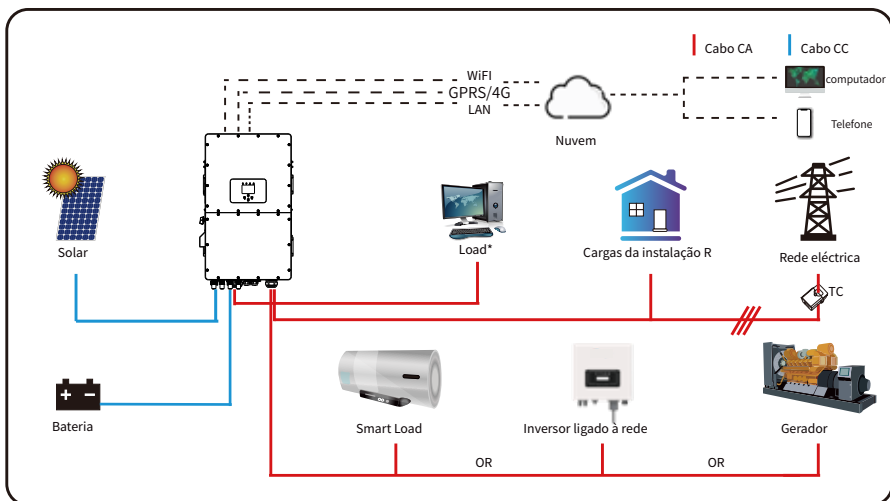 Cabo CA
Cabo CC
WiFI
GPRS/4G
LAN
Nuvem
computador
Telefone
Solar
Load*
Cargas da instalação R
Rede eléctrica
TC
Bateria
Smart Load
Inversor ligado à rede
Gerador
OR
OR